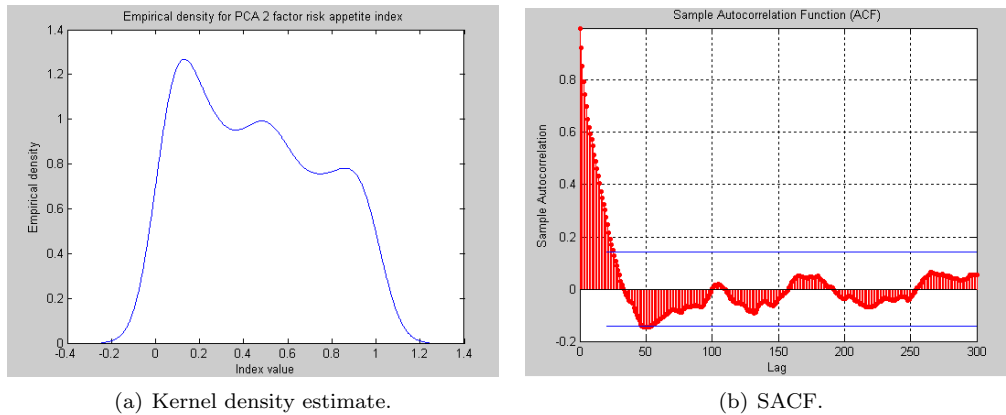 Empirical density for PCA 2 factor risk appetite index
1.4
1.2
1
0.8
0.6
0.4
0.2
0
Empirical density
-0.4 -0.2 0 0.2 0.4 0.6 0.8 1 1.2 1.4
Index value
(a) Kernel density estimate.
Sample Autocorrelation Function (ACF)
0.8
0.6
0.4
0.2
0
-0.2
Sample Autocorrelation
0 50 100 150 200 250 300
Lag
(b) SACF.